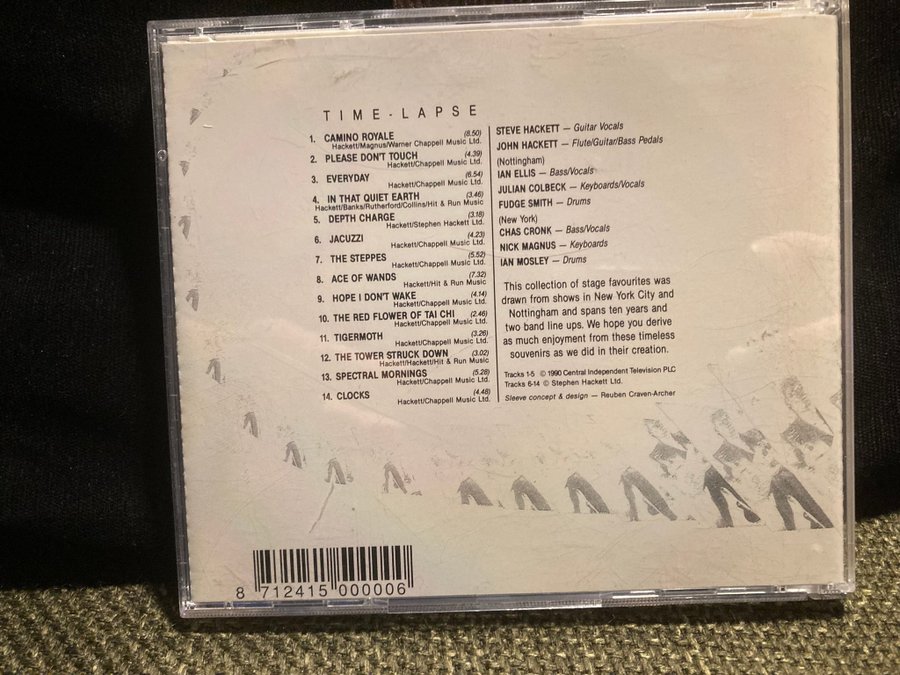 TIME-LAPSE
1. CAMINO ROYALE (8.50)
Hackett/Magnus/Warner Chappell Music Ltd.
2. PLEASE DON'T TOUCH (4.39)
Hackett/Chappell Music Ltd.
3. EVERYDAY (6.54)
Hackett/Chappell Music Ltd.
4. IN THAT QUIET EARTH (3.46)
Hackett/Banks/Rutherford/Collins/Hit & Run Music
5. DEPTH CHARGE (3.18)
Hackett/Stephen Hackett Ltd.
6. JACUZZI (4.23)
Hackett/Chappell Music Ltd.
7. THE STEPPES (5.52)
Hackett/Chappell Music Ltd.
8. ACE OF WANDS (7.32)
Hackett/Hit & Run Music
9. HOPE I DON'T WAKE (4.14)
Hackett/Chappell Music Ltd.
10. THE RED FLOWER OF TAI CHI (2.46)
Hackett/Chappell Music Ltd.
11. TIGERMOTH (3.26)
Hackett/Chappell Music Ltd.
12. THE TOWER STRUCK DOWN (3.02)
Hackett/Hackett/Hit & Run Music
13. SPECTRAL MORNINGS (5.28)
Hackett/Chappell Music Ltd.
14. CLOCKS (4.48)
Hackett/Chappell Music Ltd.
STEVE HACKETT — Guitar Vocals
JOHN HACKETT — Flute/Guitar/Bass Pedals
(Nottingham)
IAN ELLIS — Bass/Vocals
JULIAN COLBECK — Keyboards/Vocals
FUDGE SMITH — Drums
(New York)
CHAS CRONK — Bass/Vocals
NICK MAGNUS — Keyboards
IAN MOSLEY — Drums
This collection of stage favourites was
drawn from shows in New York City and
Nottingham and spans ten years and
two band line ups. We hope you derive
as much enjoyment from these timeless
souvenirs as we did in their creation.
Tracks 1-5 © 1990 Central Independent Television PLC
Tracks 6-14 © Stephen Hackett Ltd.
Sleeve concept & design — Reuben Craven-Archer
8 712415 000006